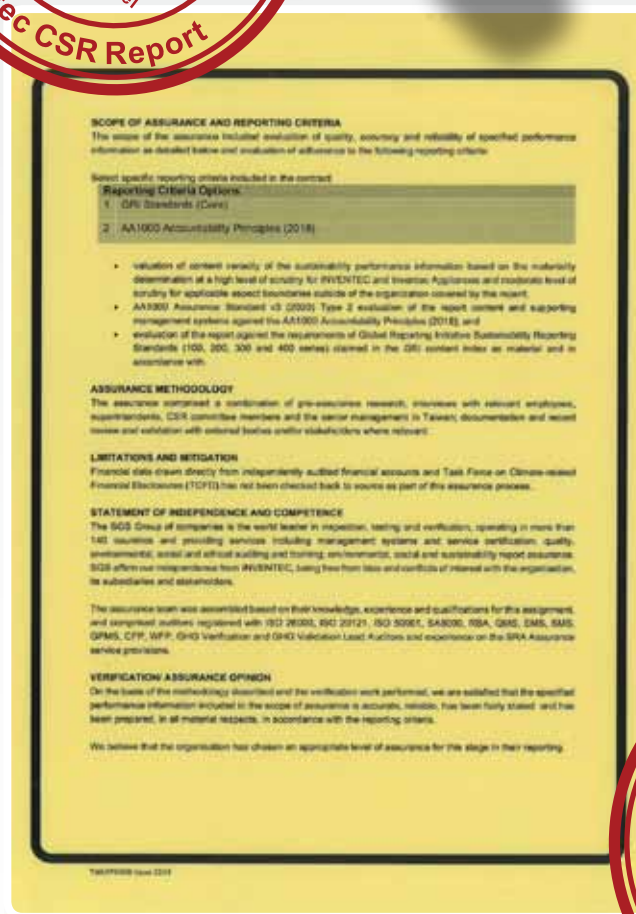 ec CSR Report
SCOPE OF ASSURANCE AND REPORTING CRITERIA
The scope of the assurance included evaluation of quality, accuracy and reliability of specified performance
information as detailed below and evaluation of adherence to the following reporting criteria:
Select specific reporting criteria included in the contract
Reporting Criteria Options
1 GRI Standards (Core)
2 AA1000 Accountability Principles (2018)
• valuation of content veracity of the sustainability performance information based on the materiality
determination at a high level of scrutiny for INVENTEC and Inventec Appliances and moderate level of
scrutiny for applicable aspect boundaries outside of the organization covered by this report;
• AA1000 Assurance Standard v3 (2020) Type 2 evaluation of the report content and supporting
management systems against the AA1000 Accountability Principles (2018); and
• evaluation of the report against the requirements of Global Reporting Initiative Sustainability Reporting
Standards (100, 200, 300 and 400 series) claimed in the GRI content index as material and in
accordance with.
ASSURANCE METHODOLOGY
The assurance comprised a combination of pre-assurance research, interviews with relevant employees,
superintendents, CSR committee members and the senior management in Taiwan; documentation and record
review and validation with external bodies and/or stakeholders where relevant.
LIMITATIONS AND MITIGATION
Financial data drawn directly from independently audited financial accounts and Task Force on Climate-related
Financial Disclosures (TCFD) has not been checked back to source as part of this assurance process.
STATEMENT OF INDEPENDENCE AND COMPETENCE
The SGS Group of companies is the world leader in inspection, testing and verification, operating in more than
140 countries and providing services including management systems and service certification; quality,
environmental, social and ethical auditing and training; environmental, social and sustainability report assurance.
SGS affirm our independence from INVENTEC, being free from bias and conflicts of interest with the organisation,
its subsidiaries and stakeholders.
The assurance team was assembled based on their knowledge, experience and qualifications for this assignment,
and comprised auditors registered with ISO 26000, ISO 20121, ISO 50001, SA8000, RBA, QMS, EMS, SMS,
GPMS, CFP, WFP, GHG Verification and GHG Validation Lead Auditors and experience on the SRA Assurance
service provisions.
VERIFICATION/ ASSURANCE OPINION
On the basis of the methodology described and the verification work performed, we are satisfied that the specified
performance information included in the scope of assurance is accurate, reliable, has been fairly stated and has
been prepared, in all material respects, in accordance with the reporting criteria.
We believe that the organisation has chosen an appropriate level of assurance for this stage in their reporting.